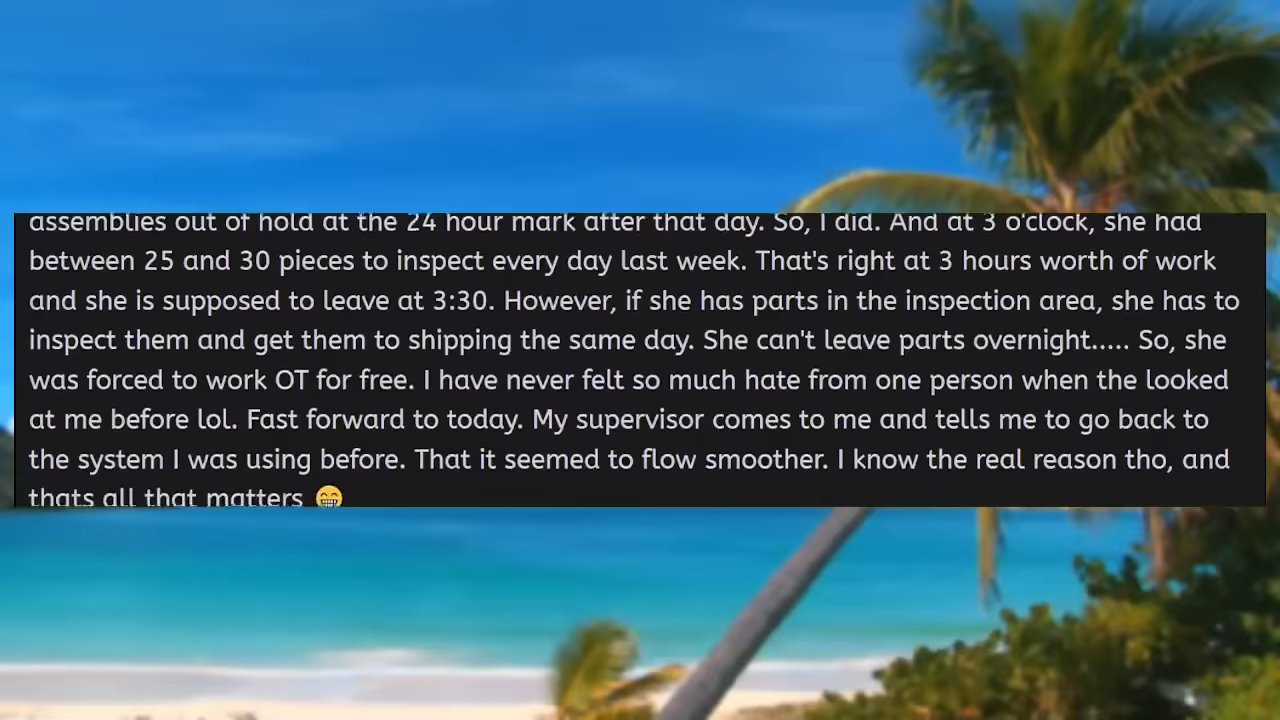 assemblies out of hold at the 24 hour mark after that day. So, I did. And at 3 o'clock, she had
between 25 and 30 pieces to inspect every day last week. That's right at 3 hours worth of work
and she is supposed to leave at 3:30. However, if she has parts in the inspection area, she has to
inspect them and get them to shipping the same day. She can't leave parts overnight..... So, she
was forced to work OT for free. I have never felt so much hate from one person when the looked
at me before lol. Fast forward to today. My supervisor comes to me and tells me to go back to
the system I was using before. That it seemed to flow smoother. I know the real reason tho, and
thats all that matters 😁